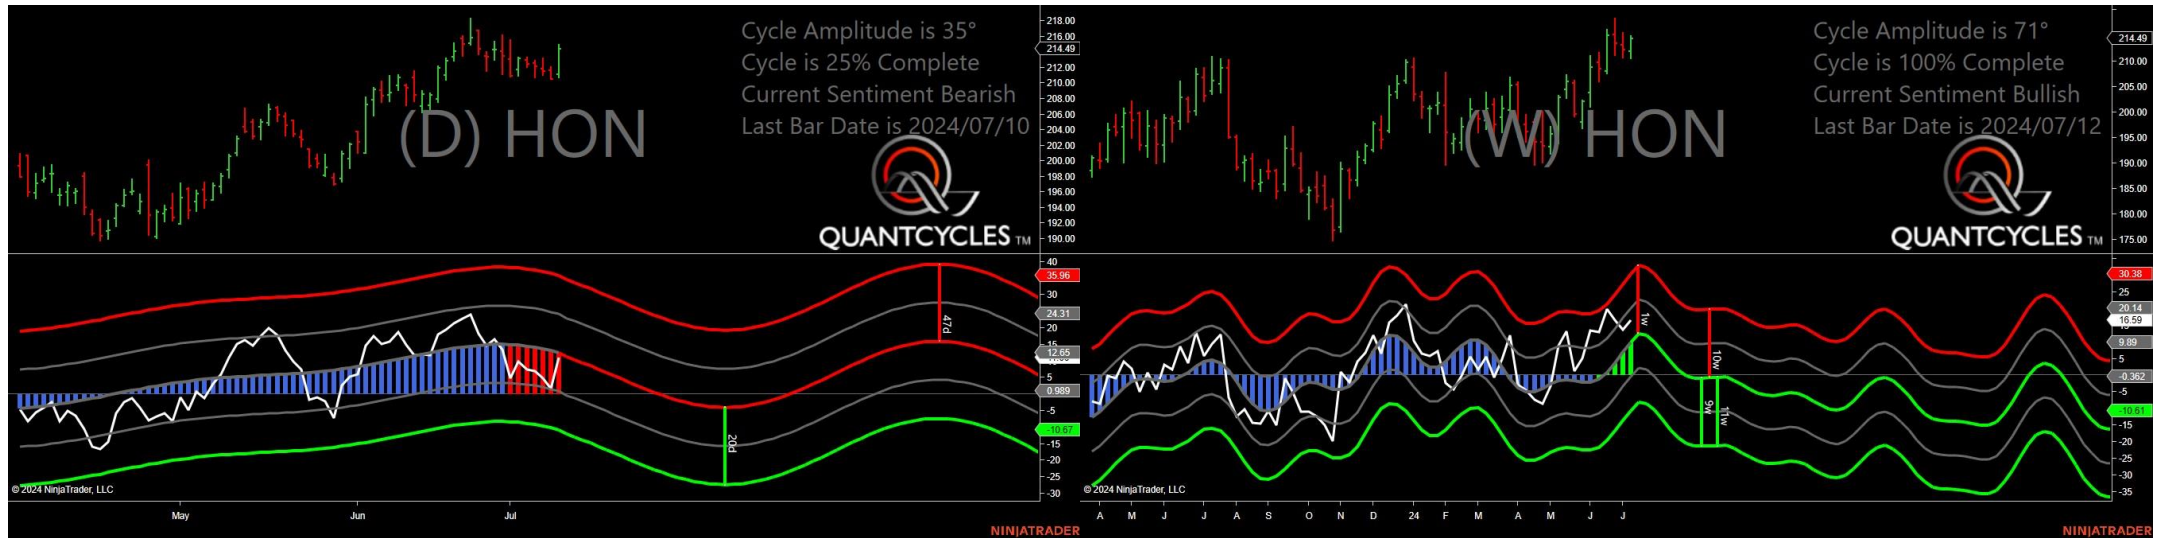 Cycle Amplitude is 35°
Cycle is 25% Complete
Current Sentiment Bearish
Last Bar Date is 2024/07/10
(D) HON
QUANTCYCLES TM
218.00
216.00
214.49
212.00
210.00
208.00
206.00
204.00
202.00
200.00
198.00
196.00
194.00
192.00
190.00
40
35.96
30
24.31
20
15
12.65
5
0.989
-5
-10.67
-15
-20
-25
-30
47d
20d
© 2024 NinjaTrader, LLC
May Jun Jul
NINJATRADER
Cycle Amplitude is 71°
Cycle is 100% Complete
Current Sentiment Bullish
Last Bar Date is 2024/07/12
(W) HON
QUANTCYCLES TM
214.49
210.00
205.00
200.00
195.00
190.00
185.00
180.00
175.00
30.38
25
20.14
16.59
9.89
5
-0.362
-5
-10.61
-15
-20
-25
-30
-35
1w
10w
9w
11w
© 2024 NinjaTrader, LLC
A M J J A S O N D 24 F M A M J J
NINJATRADER